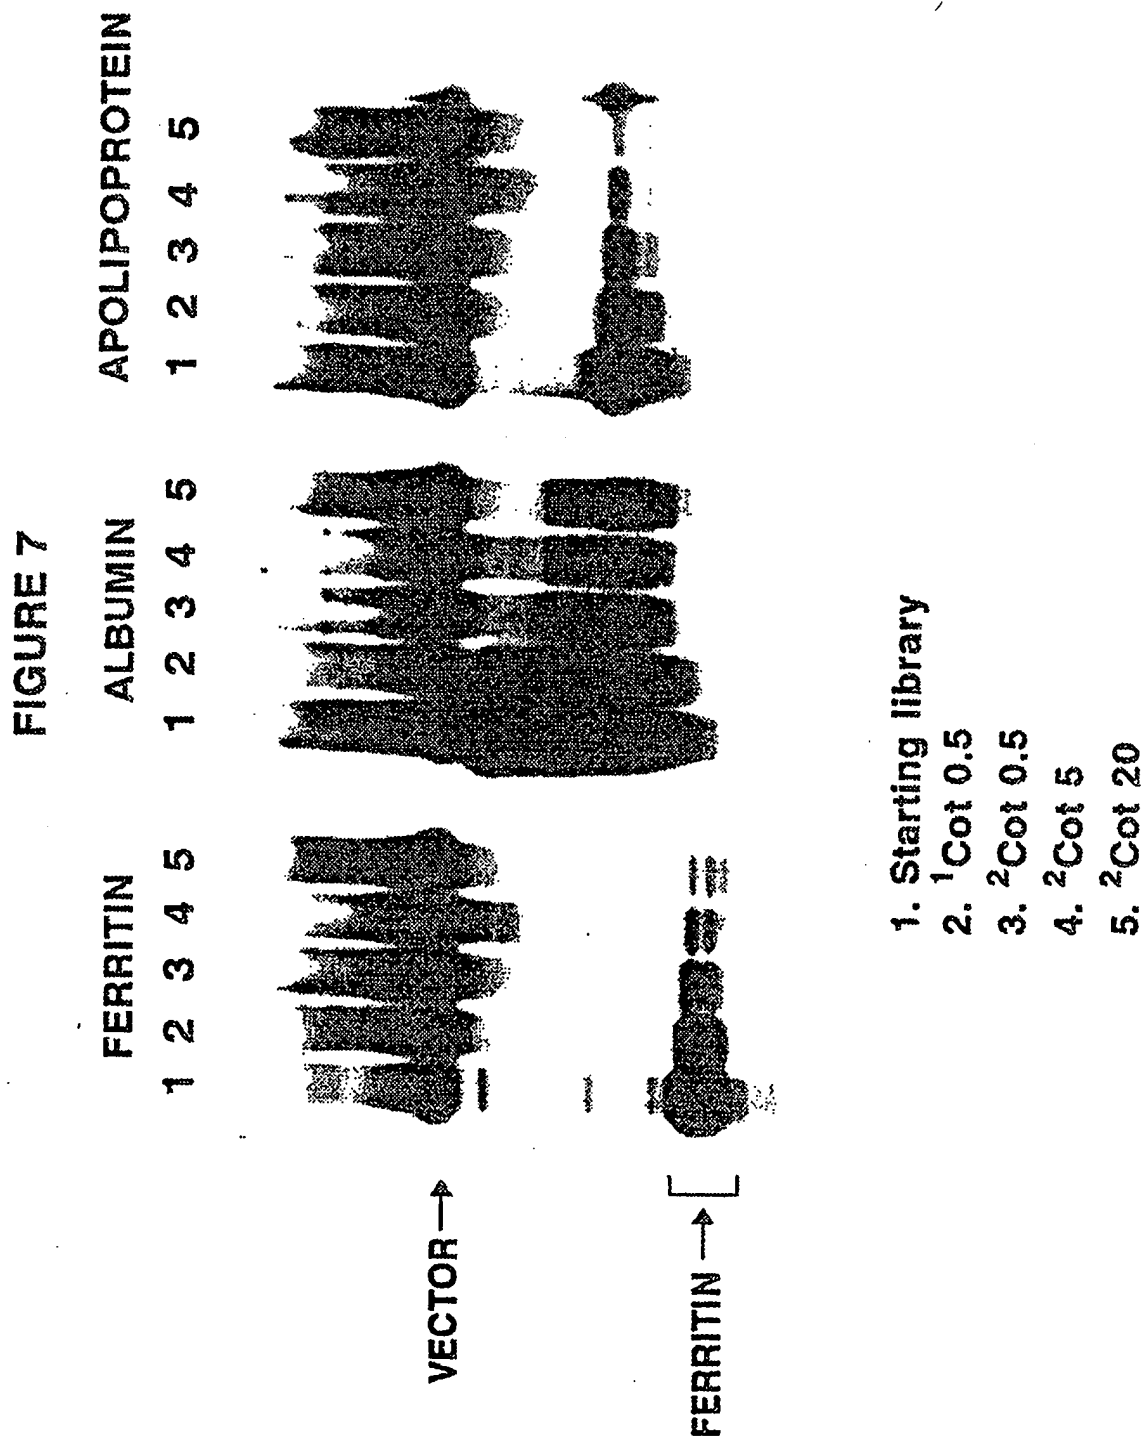 FIGURE 7
FERRITIN ALBUMIN APOLIPOPROTEIN
1 2 3 4 5 1 2 3 4 5 1 2 3 4 5
VECTOR→
FERRITIN→
1. Starting library
2. ¹Cot 0.5
3. ²Cot 0.5
4. ²Cot 5
5. ²Cot 20